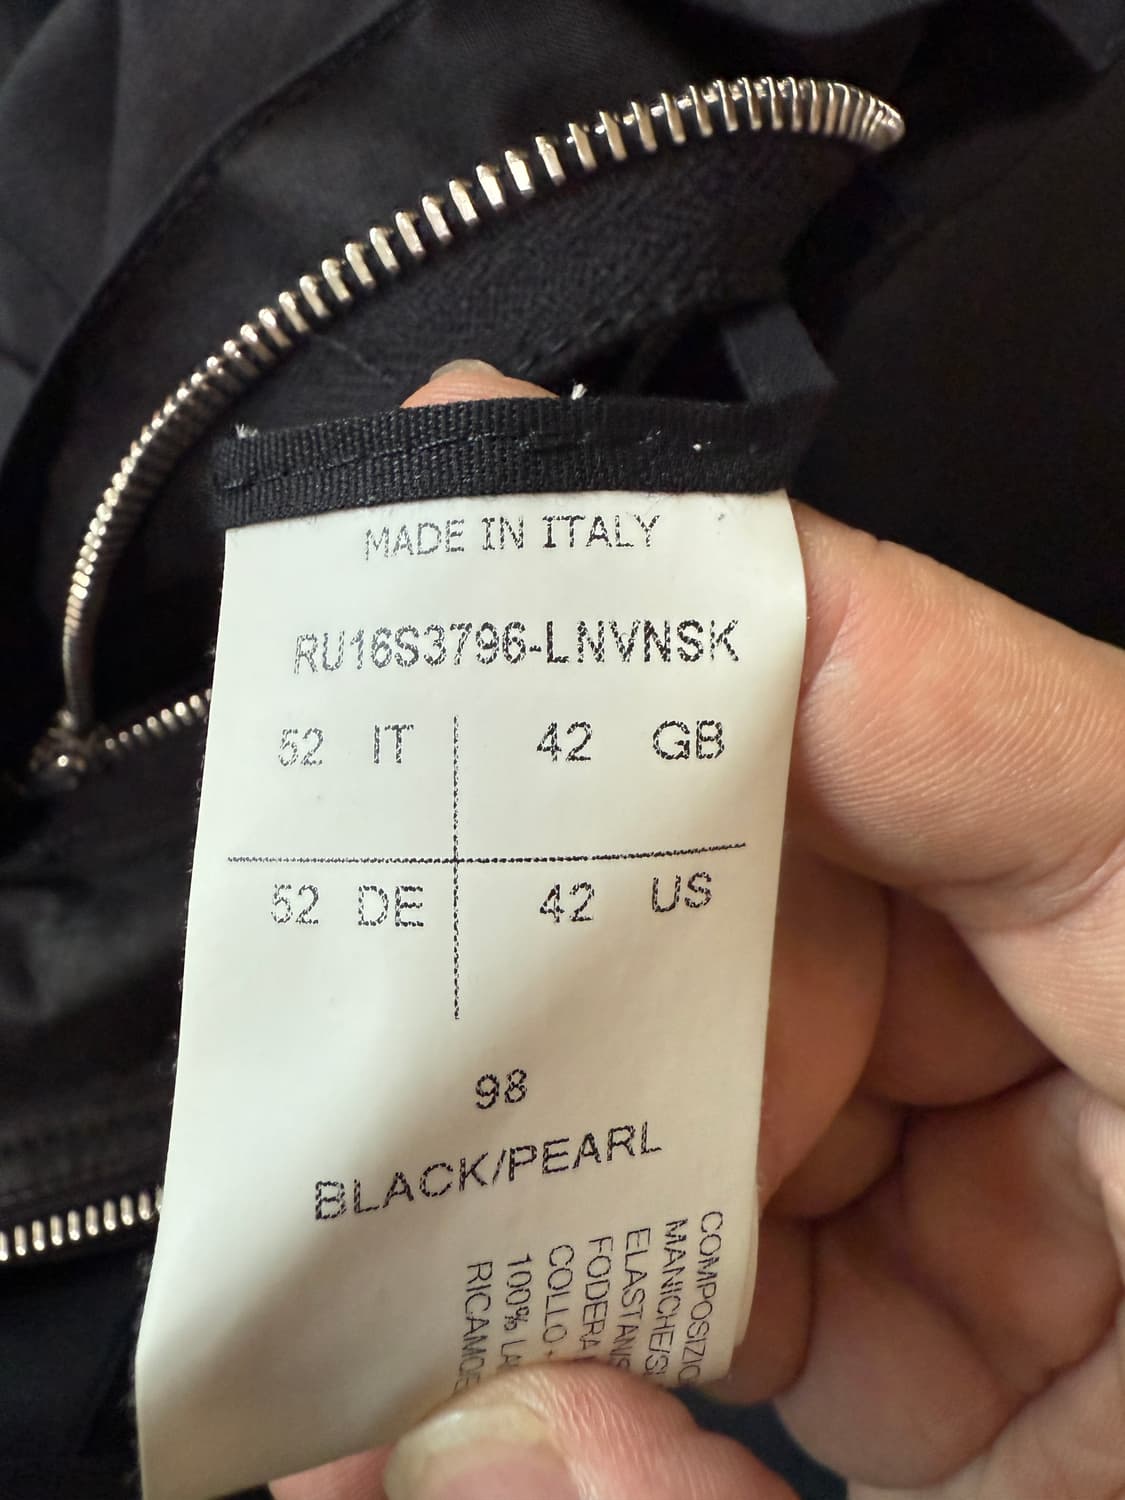 MADE IN ITALY
RU16S3796-LNVNSK
52 IT 42 GB
52 DE 42 US
98
BLACK/PEARL
COMPOSIZIO
MANICHE/S
ELASTAN
FODERA
COLLO
100% LA
RICAMO